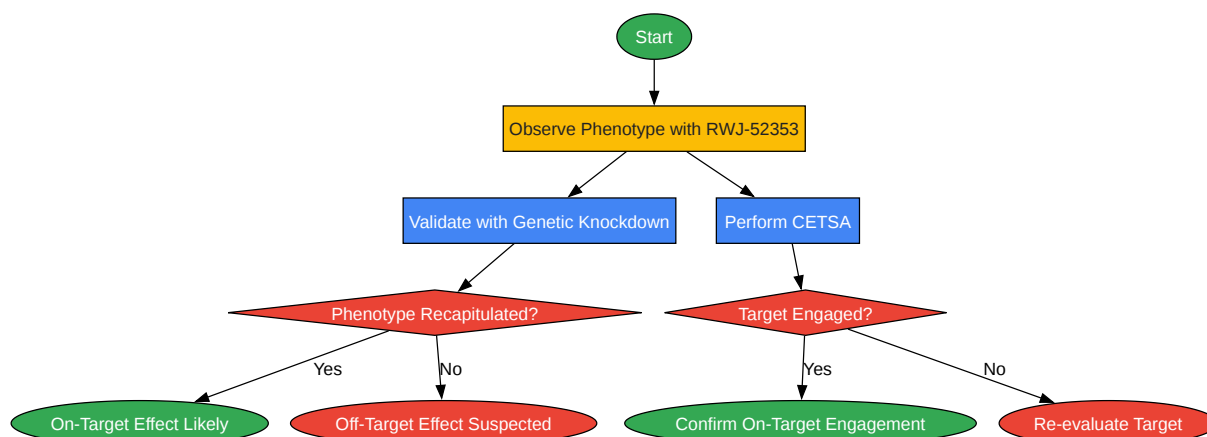 Start
Observe Phenotype with RWJ-52353
Validate with Genetic Knockdown
Perform CETSA
Phenotype Recapitulated?
Target Engaged?
Yes
No
Yes
No
On-Target Effect Likely
Off-Target Effect Suspected
Confirm On-Target Engagement
Re-evaluate Target